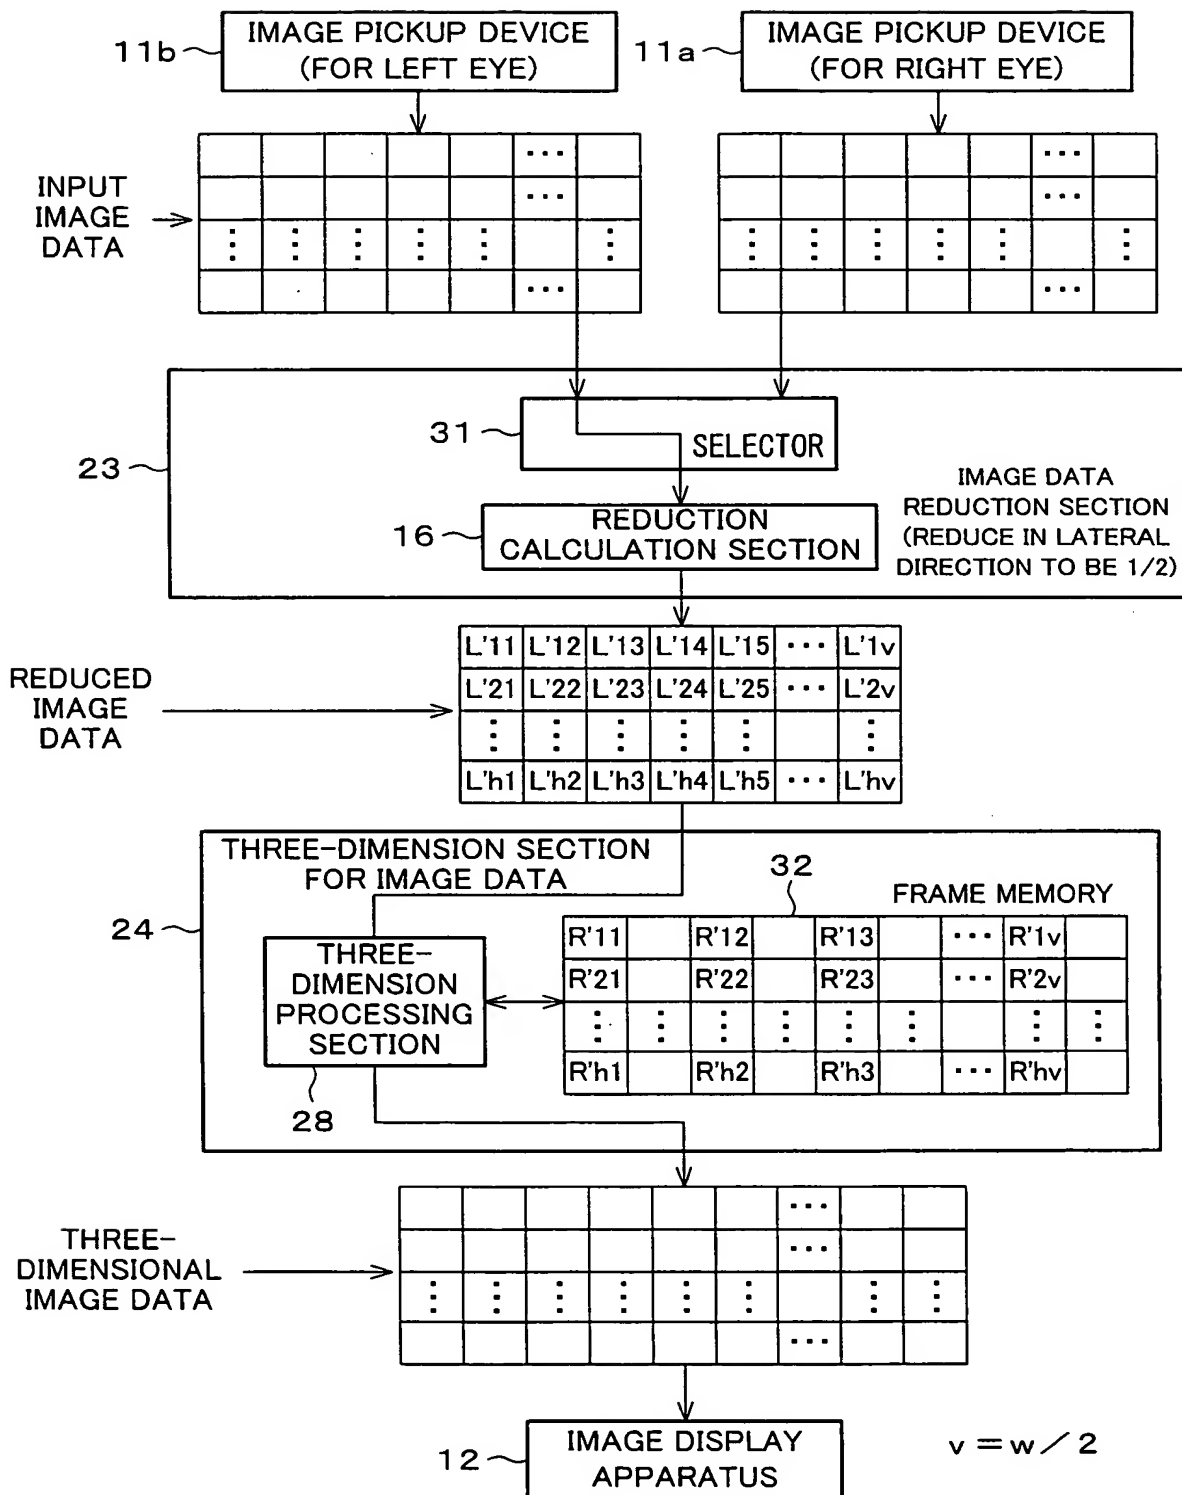 11b
IMAGE PICKUP DEVICE
(FOR LEFT EYE)
11a
IMAGE PICKUP DEVICE
(FOR RIGHT EYE)
INPUT
IMAGE
DATA
31
SELECTOR
23
16
REDUCTION
CALCULATION SECTION
IMAGE DATA
REDUCTION SECTION
(REDUCE IN LATERAL
DIRECTION TO BE 1/2)
REDUCED
IMAGE
DATA
L'11 L'12 L'13 L'14 L'15 ··· L'1v
L'21 L'22 L'23 L'24 L'25 ··· L'2v
L'h1 L'h2 L'h3 L'h4 L'h5 ··· L'hv
THREE-DIMENSION SECTION
FOR IMAGE DATA
32
FRAME MEMORY
24
THREE-
DIMENSION
PROCESSING
SECTION
28
R'11 R'12 R'13 ··· R'1v
R'21 R'22 R'23 ··· R'2v
R'h1 R'h2 R'h3 ··· R'hv
THREE-
DIMENSIONAL
IMAGE DATA
12
IMAGE DISPLAY
APPARATUS
v = w / 2